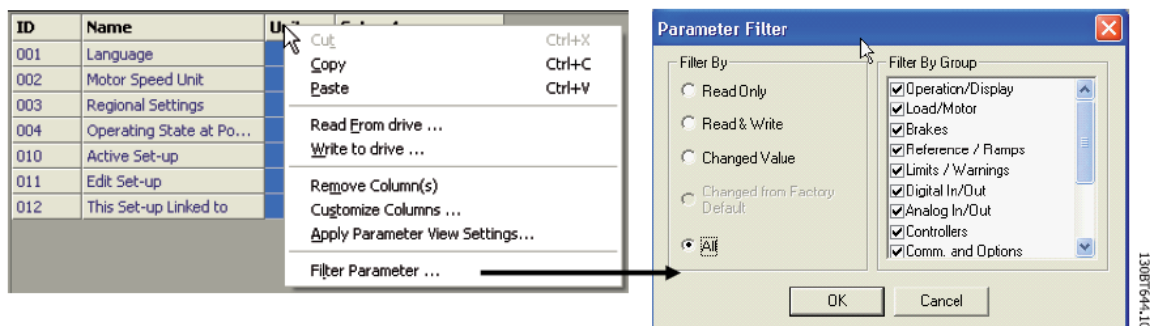 ID Name
001 Language
002 Motor Speed Unit
003 Regional Settings
004 Operating State at Po...
010 Active Set-up
011 Edit Set-up
012 This Set-up Linked to
Cut Ctrl+X
Copy Ctrl+C
Paste Ctrl+V
Read From drive ...
Write to drive ...
Remove Column(s)
Customize Columns ...
Apply Parameter View Settings...
Filter Parameter ...
Parameter Filter
Filter By
Read Only
Read & Write
Changed Value
Changed from Factory
Default
All
Filter By Group
Operation/Display
Load/Motor
Brakes
Reference / Ramps
Limits / Warnings
Digital In/Out
Analog In/Out
Controllers
Comm. and Options
OK Cancel
130BT644.10